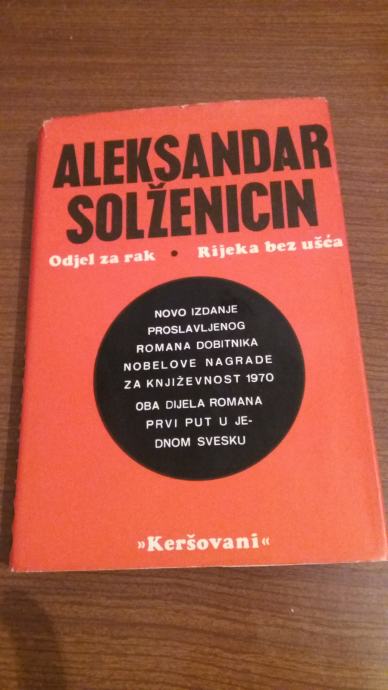 ALEKSANDAR
SOLŽENICIN
Odjel za rak • Rijeka bez ušća
NOVO IZDANJE
PROSLAVLJENOG
ROMANA DOBITNIKA
NOBELOVE NAGRADE
ZA KNJIŽEVNOST 1970
OBA DIJELA ROMANA
PRVI PUT U JE-
DNOM SVESKU
»Keršovani«